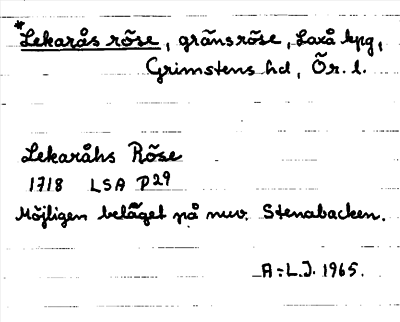 *Lekarås röse, gränsröse, Laxå kpg,
Grimstens hd, Ör. l.
Lekaråhs Röse
1718 LSA P29
Möjligen beläget på nuv. Stenabacken.
A-L.J. 1965.